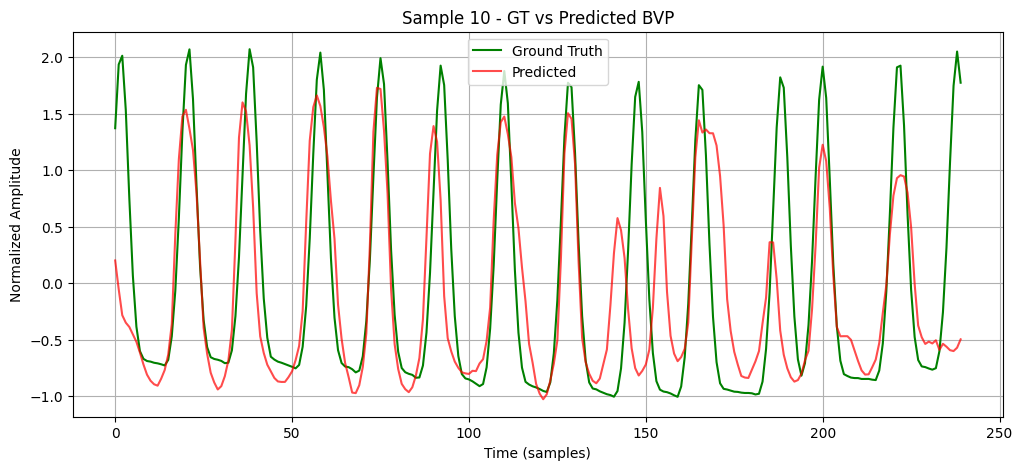 Sample 10 - GT vs Predicted BVP
Ground Truth
Predicted
Normalized Amplitude
2.0
1.5
1.0
0.5
0.0
−0.5
−1.0
0 50 100 150 200 250
Time (samples)